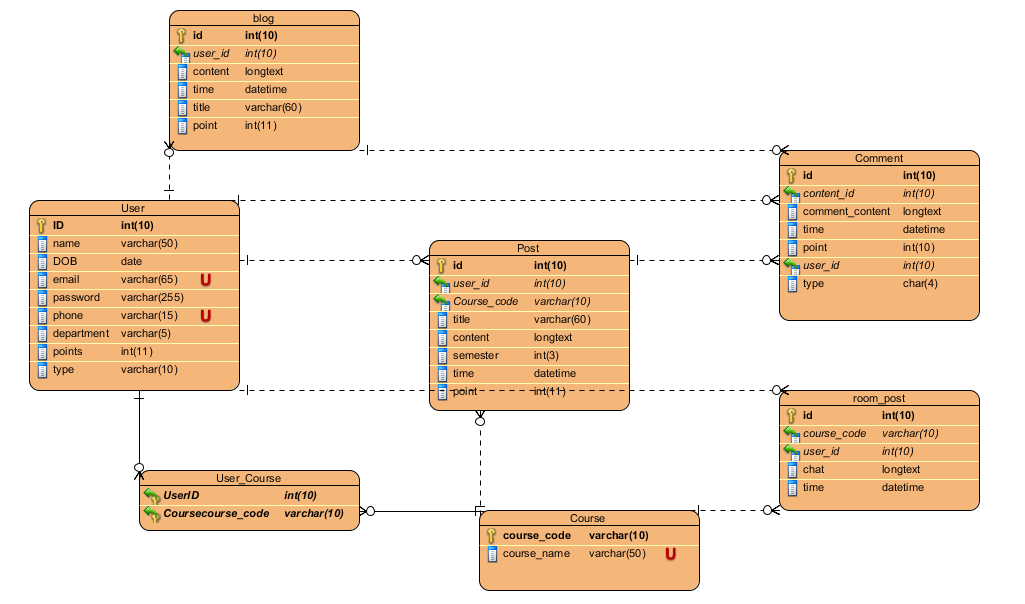 blog
id int(10)
user_id int(10)
content longtext
time datetime
title varchar(60)
point int(11)
Comment
id int(10)
content_id int(10)
comment_content longtext
time datetime
point int(10)
user_id int(10)
type char(4)
User
ID int(10)
name varchar(50)
DOB date
email varchar(65) U
password varchar(255)
phone varchar(15) U
department varchar(5)
points int(11)
type varchar(10)
Post
id int(10)
user_id int(10)
Course_code varchar(10)
title varchar(60)
content longtext
semester int(3)
time datetime
point int(11)
room_post
id int(10)
course_code varchar(10)
user_id int(10)
chat longtext
time datetime
User_Course
UserID int(10)
Coursecourse_code varchar(10)
Course
course_code varchar(10)
course_name varchar(50) U